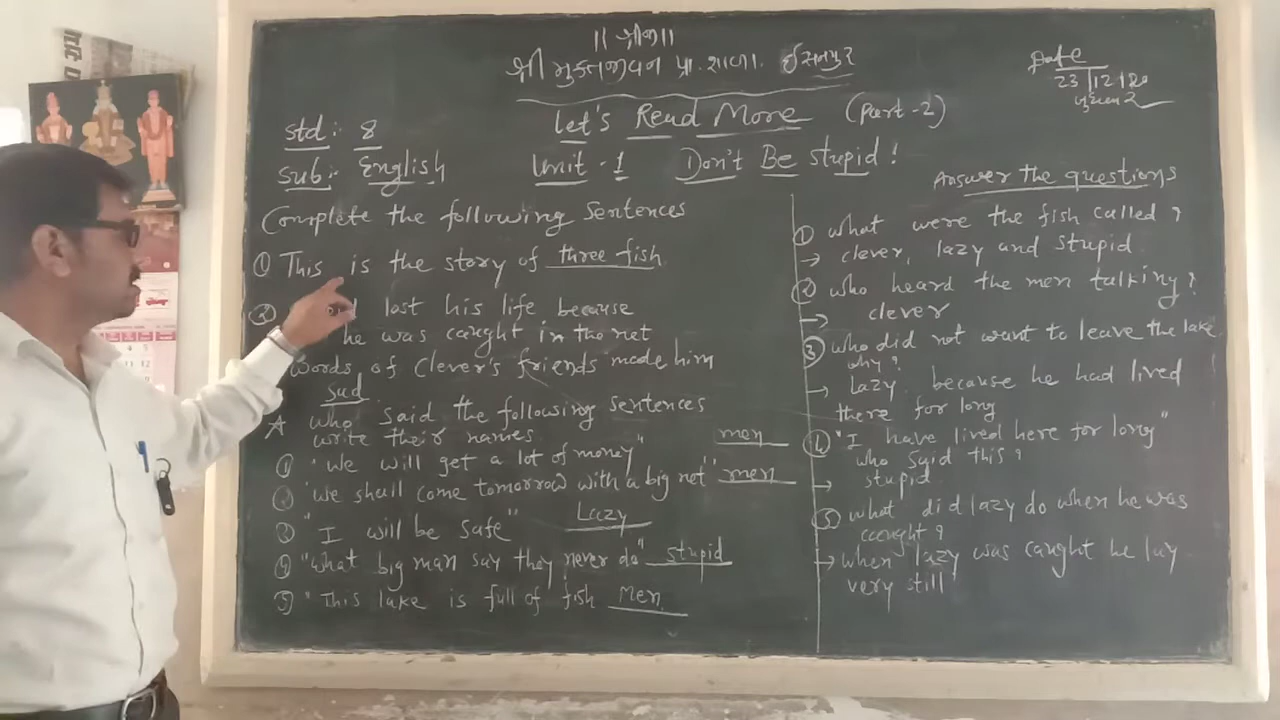 ॥ श्रीજી ॥
શ્રી મુક્તજીવન પ્રા. શાળા. ઈસનપુર
Date
23/12/20
બુધવાર
std:- 8
Let's Read More (Part-2)
Sub:- English
Unit - 1 Don't Be stupid!
Complete the following sentences
① This is the story of three fish
② lost his life because
he was caught in the net
words of Clever's friends made him
sud
A who said the following sentences
write their names
① "We will get a lot of money" men
② "We shall come tomorrow with a big net" men
③ "I will be safe" Lazy
④ "what big man say they never do" stupid
⑤ "This lake is full of fish Men
Answer the questions
① what were the fish called?
→ clever, lazy and stupid
② who heard the men talking?
→ clever
③ who did not want to leave the lake
why?
→ Lazy, because he had lived
there for long
④ "I have lived here for long"
who said this?
→ stupid
⑤ what did lazy do when he was
caught?
→ when lazy was caught he lay
very still